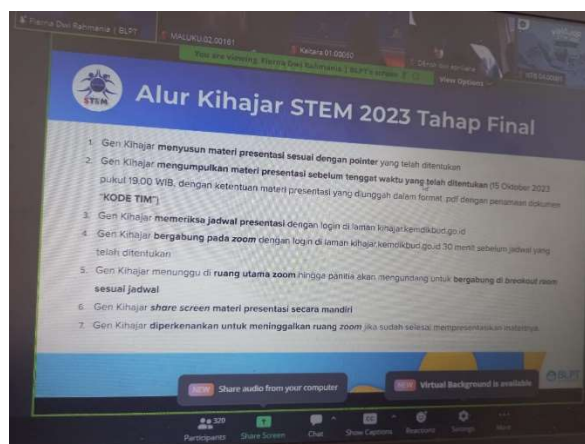 Fierna Dwi Rahmania | BLPT
MALUKU.02.00161
Kaltara.01.00060
You are viewing Fierna Dwi Rahmania | BLPT's screen
View Options
STEM
Alur Kihajar STEM 2023 Tahap Final
1. Gen Kihajar menyusun materi presentasi sesuai dengan pointer yang telah ditentukan
2. Gen Kihajar mengumpulkan materi presentasi sebelum tenggat waktu yang telah ditentukan (15 Oktober 2023
pukul 19.00 WIB, dengan ketentuan materi presentasi yang diunggah dalam format .pdf dengan penamaan dokumen
"KODE TIM")
3. Gen Kihajar memeriksa jadwal presentasi dengan login di laman kihajar.kemdikbud.go.id
4. Gen Kihajar bergabung pada zoom dengan login di laman kihajar.kemdikbud.go.id 30 menit sebelum jadwal yang
telah ditentukan
5. Gen Kihajar menunggu di ruang utama zoom hingga panitia akan mengundang untuk bergabung di breakout room
sesuai jadwal
6. Gen Kihajar share screen materi presentasi secara mandiri
7. Gen Kihajar diperkenankan untuk meninggalkan ruang zoom jika sudah selesai mempresentasikan materinya
BLPT
NEW Share audio from your computer
NEW Virtual Background is available
320
Participants
Share Screen
Chat
CC
Show Captions
Reactions
Settings
More